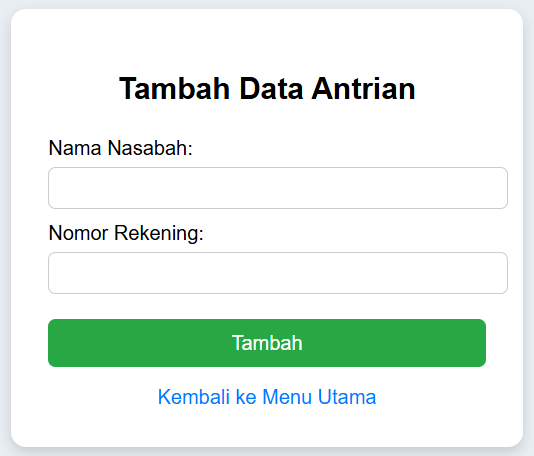 Tambah Data Antrian
Nama Nasabah:
Nomor Rekening:
Tambah
Kembali ke Menu Utama